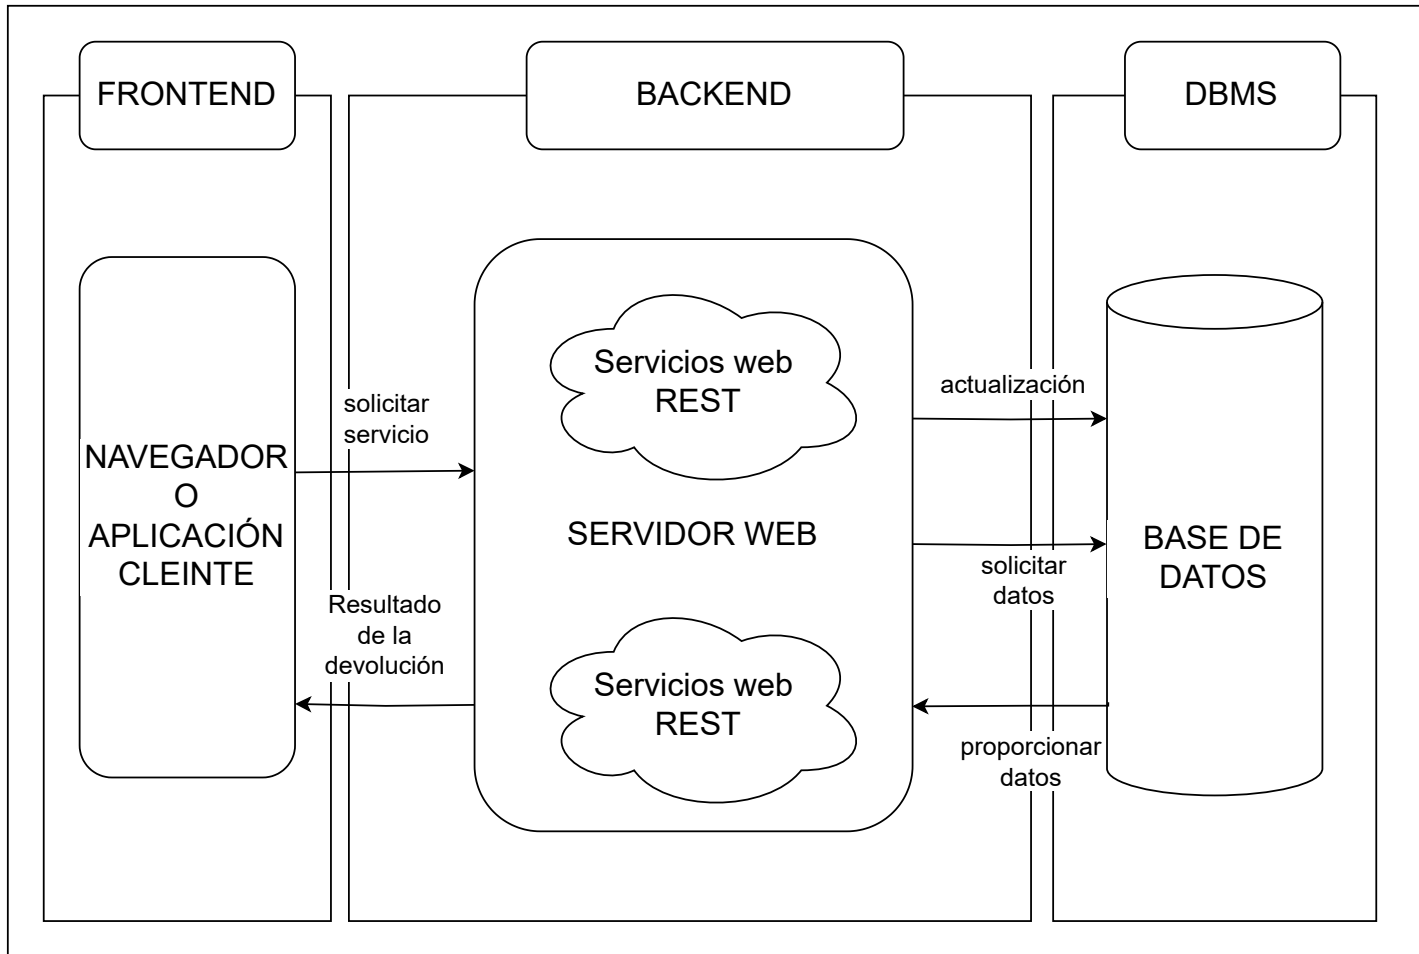 FRONTEND
BACKEND
DBMS
NAVEGADOR
O
APLICACIÓN
CLEINTE
solicitar
servicio
Resultado
de la
devolución
Servicios web
REST
SERVIDOR WEB
Servicios web
REST
actualización
solicitar
datos
proporcionar
datos
BASE DE
DATOS